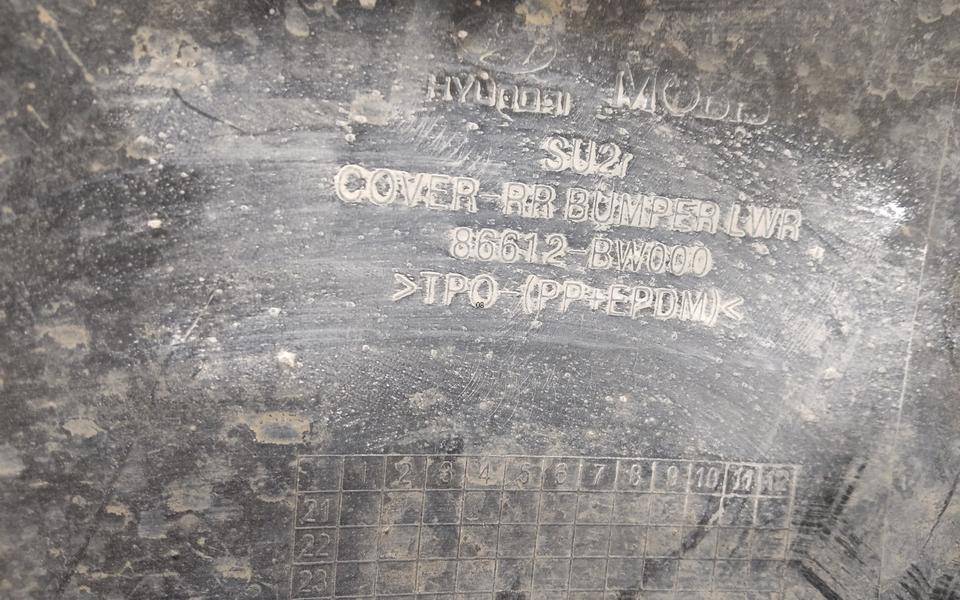 HYUNDAI MOBIS
SU2r
COVER-RR BUMPER LWR
86612-BW000
>TPO-(PP+EPDM)<
1 2 3 4 5 6 7 8 9 10 11 12
21
22
23